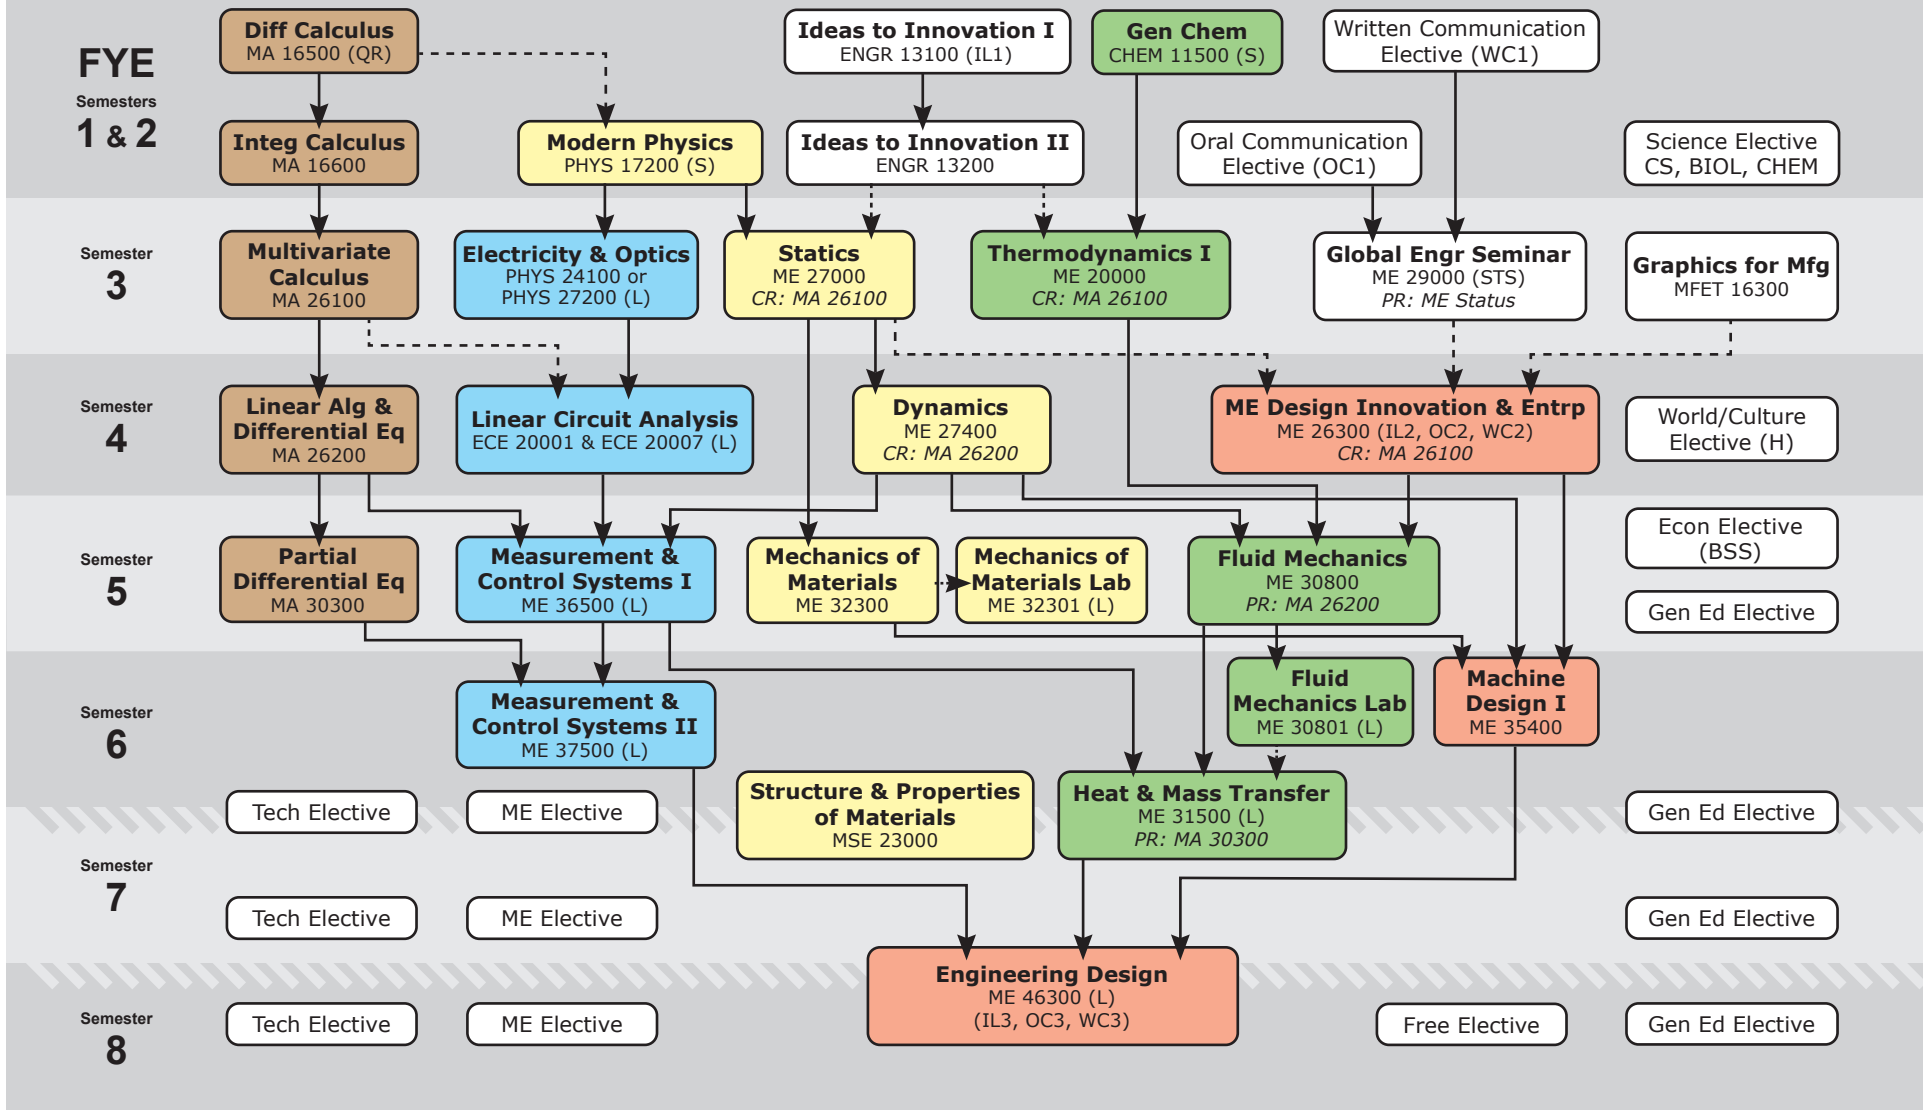 FYE
Semesters
1 & 2
Diff Calculus
MA 16500 (QR)
Ideas to Innovation I
ENGR 13100 (IL1)
Gen Chem
CHEM 11500 (S)
Written Communication
Elective (WC1)
Integ Calculus
MA 16600
Modern Physics
PHYS 17200 (S)
Ideas to Innovation II
ENGR 13200
Oral Communication
Elective (OC1)
Science Elective
CS, BIOL, CHEM
Semester
3
Multivariate
Calculus
MA 26100
Electricity & Optics
PHYS 24100 or
PHYS 27200 (L)
Statics
ME 27000
CR: MA 26100
Thermodynamics I
ME 20000
CR: MA 26100
Global Engr Seminar
ME 29000 (STS)
PR: ME Status
Graphics for Mfg
MFET 16300
Semester
4
Linear Alg &
Differential Eq
MA 26200
Linear Circuit Analysis
ECE 20001 & ECE 20007 (L)
Dynamics
ME 27400
CR: MA 26200
ME Design Innovation & Entrp
ME 26300 (IL2, OC2, WC2)
CR: MA 26100
World/Culture
Elective (H)
Semester
5
Partial
Differential Eq
MA 30300
Measurement &
Control Systems I
ME 36500 (L)
Mechanics of
Materials
ME 32300
Mechanics of
Materials Lab
ME 32301 (L)
Fluid Mechanics
ME 30800
PR: MA 26200
Econ Elective
(BSS)
Gen Ed Elective
Semester
6
Measurement &
Control Systems II
ME 37500 (L)
Fluid
Mechanics Lab
ME 30801 (L)
Machine
Design I
ME 35400
Tech Elective
ME Elective
Structure & Properties
of Materials
MSE 23000
Heat & Mass Transfer
ME 31500 (L)
PR: MA 30300
Gen Ed Elective
Semester
7
Tech Elective
ME Elective
Gen Ed Elective
Semester
8
Tech Elective
ME Elective
Engineering Design
ME 46300 (L)
(IL3, OC3, WC3)
Free Elective
Gen Ed Elective